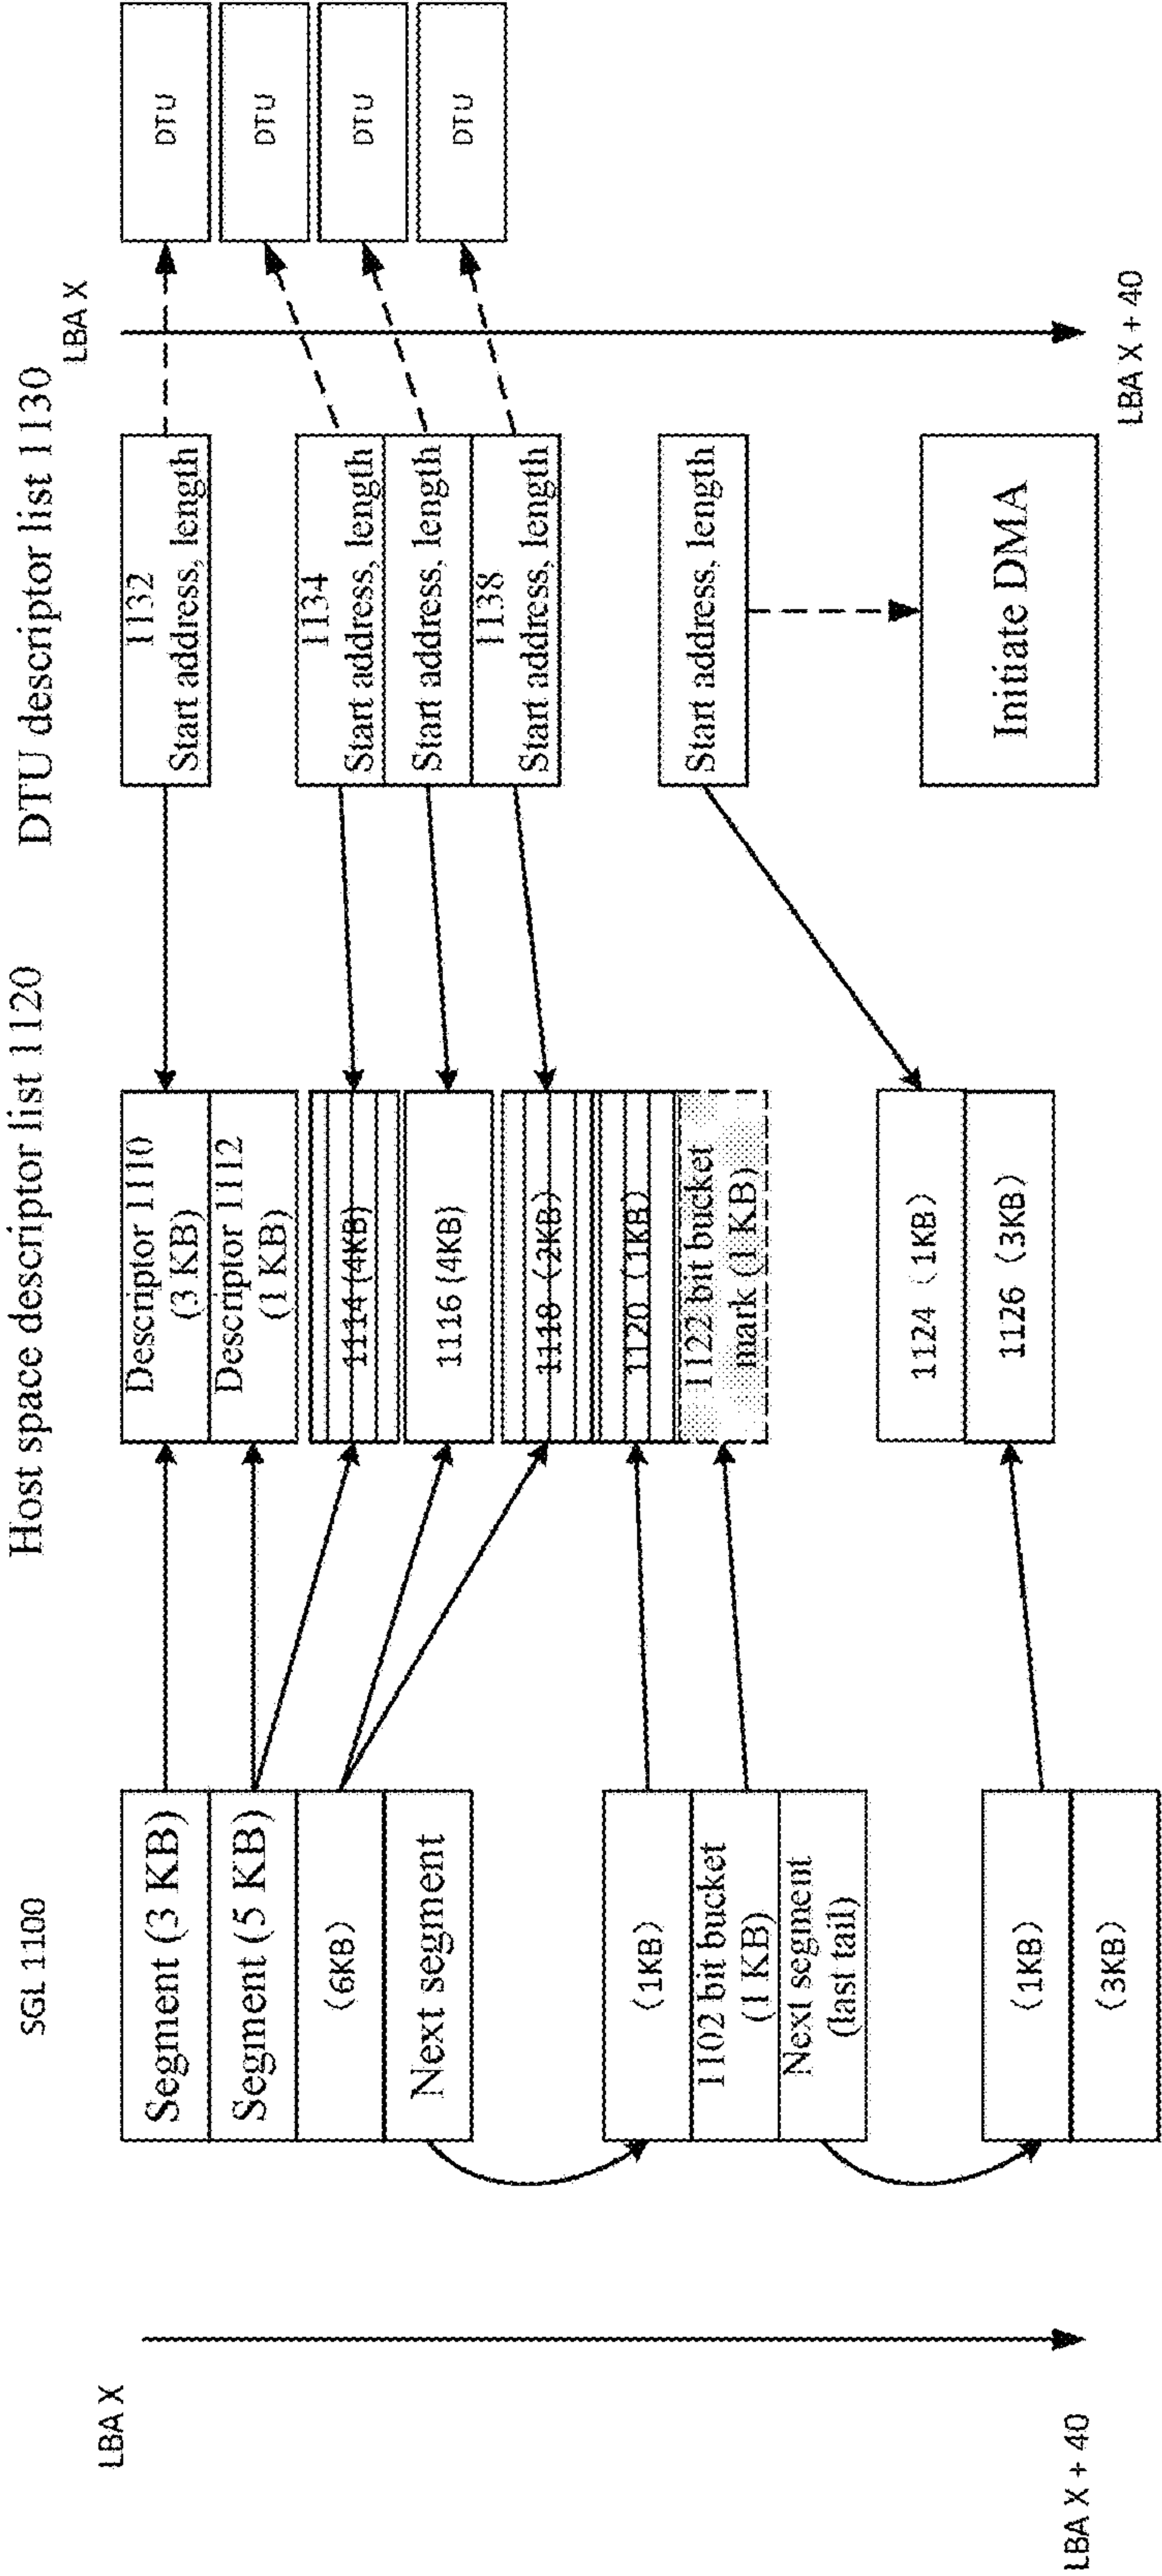 SGL 1100
Host space descriptor list 1120
DTU descriptor list 1130
LBA X
LBA X + 40
Segment (3 KB)
Segment (5 KB)
(6KB)
Next segment
(1KB)
1102 bit bucket
(1 KB)
Next segment
(last tail)
(1KB)
(3KB)
Descriptor 1110
(3 KB)
Descriptor 1112
(1 KB)
1114 (4KB)
1116 (4KB)
1118 (2KB)
1120 (1KB)
1122 bit bucket
mark (1 KB)
1124 (1KB)
1126 (3KB)
1132
Start address, length
1134
Start address, length
Start address, length
1138
Start address, length
Start address, length
Initiate DMA
LBA X
LBA X + 40
DTU
DTU
DTU
DTU